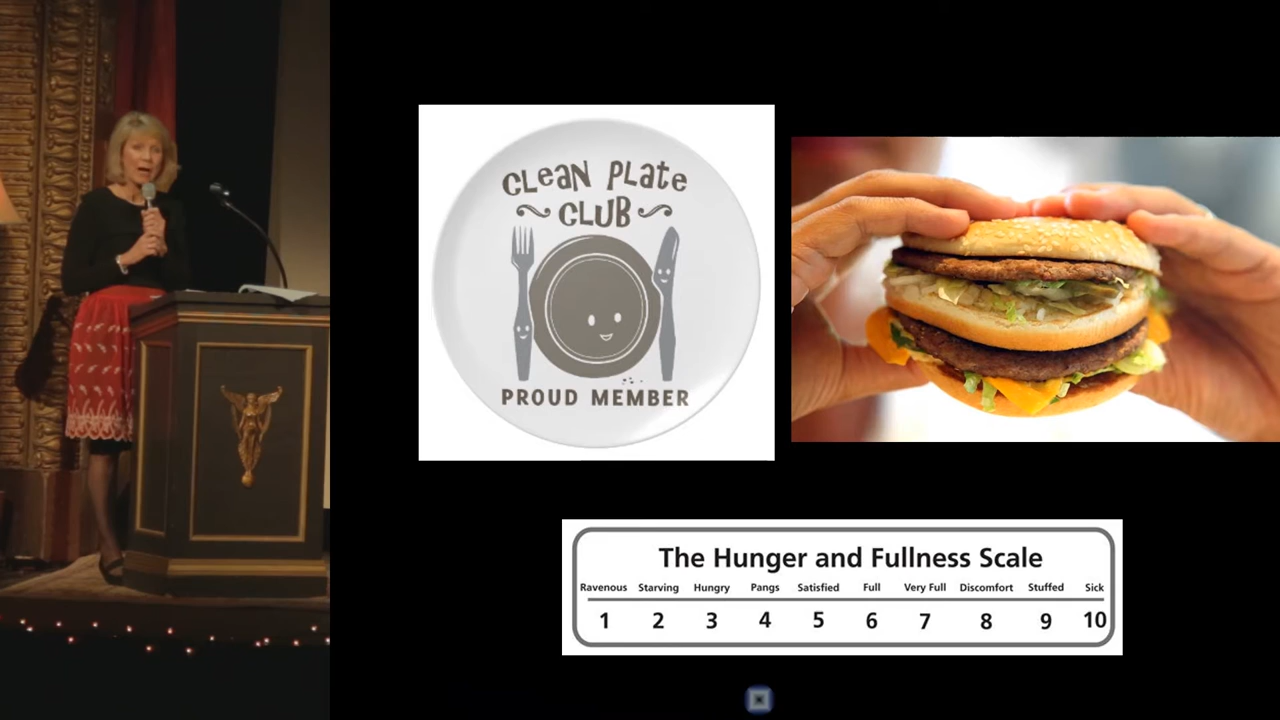 CLEAN PLATE
CLUB
PROUD MEMBER
The Hunger and Fullness Scale
Ravenous Starving Hungry Pangs Satisfied Full Very Full Discomfort Stuffed Sick
1 2 3 4 5 6 7 8 9 10